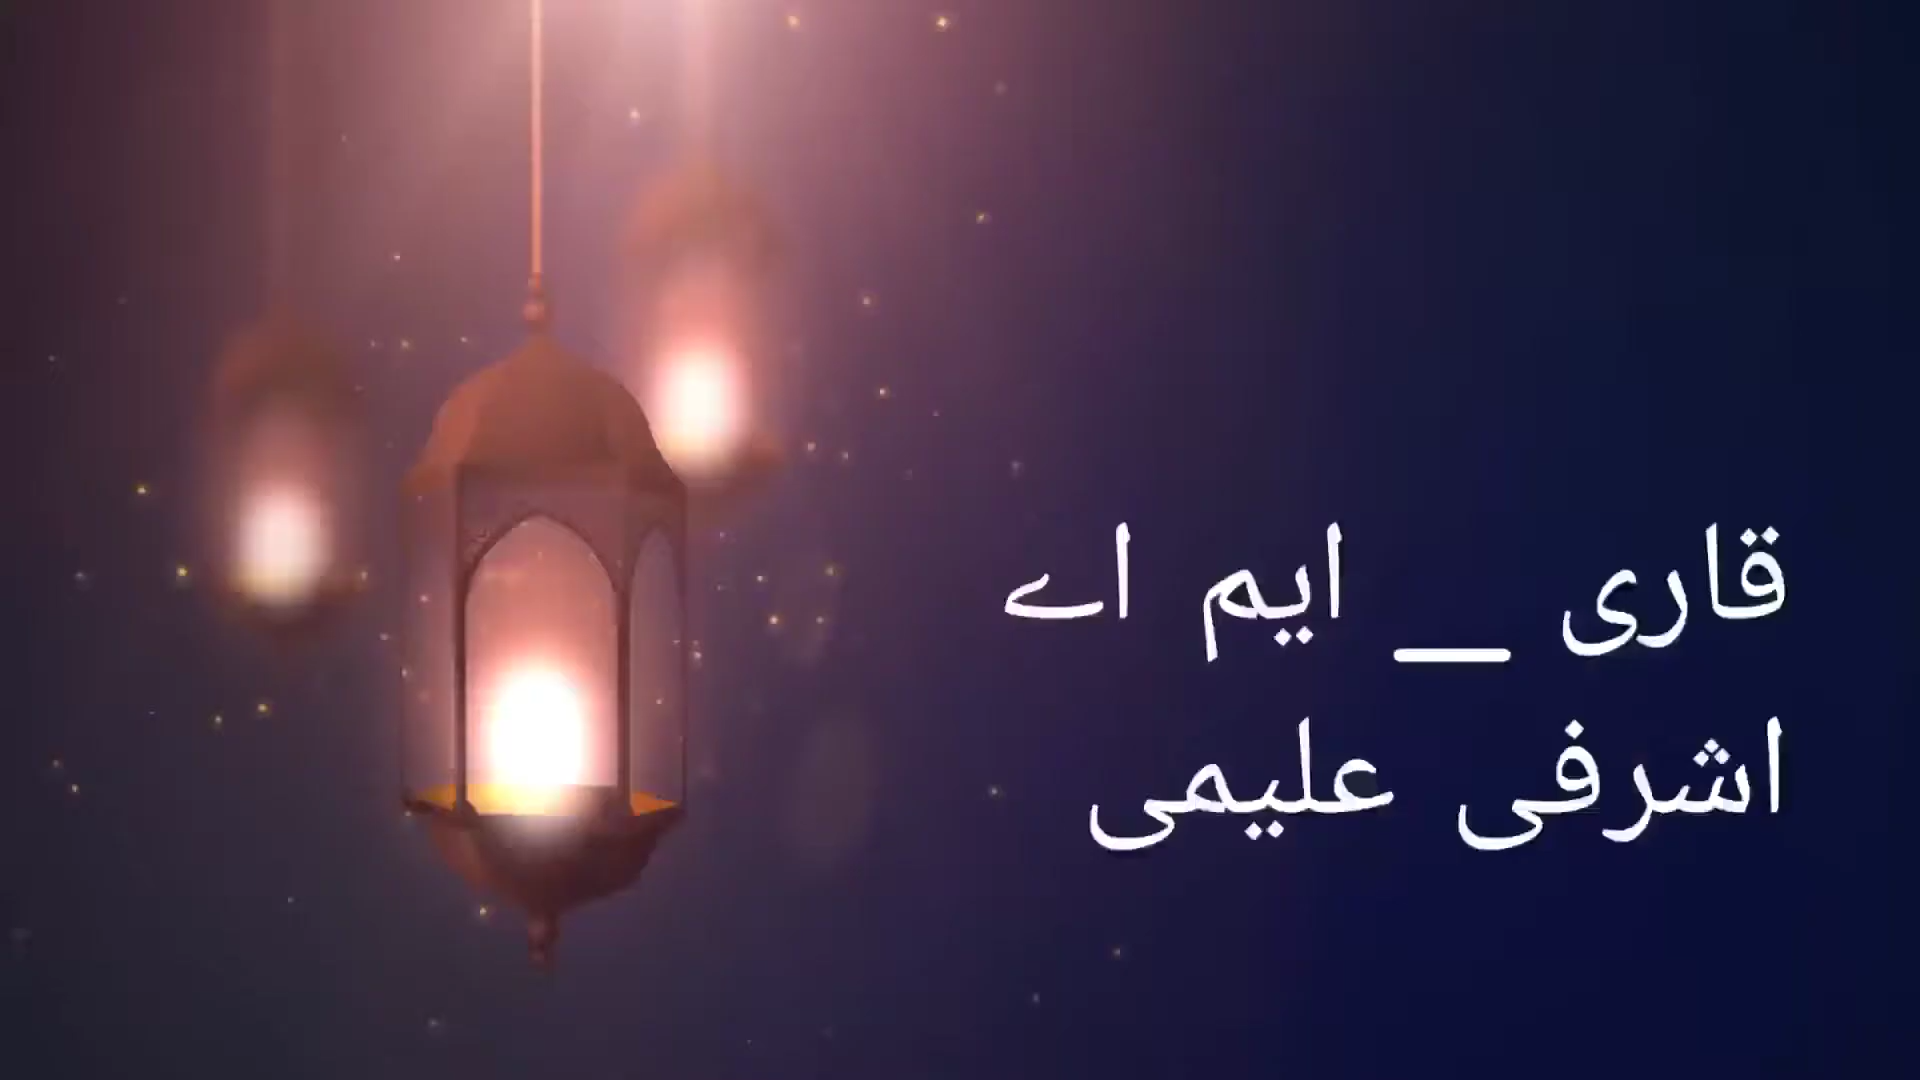 قاری _ ایم اے
اشرفی علیمی